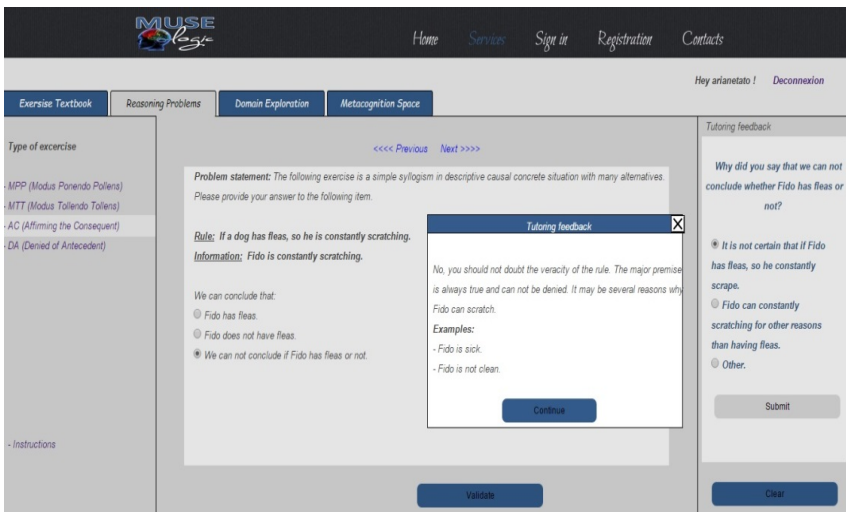 MUSE
logic
Home Services Sign in Registration Contacts
Hey arianetato ! Deconnexion
Exersise Textbook Reasoning Problems Domain Exploration Metacognition Space
Type of excercise
- MPP (Modus Ponendo Pollens)
- MTT (Modus Tollendo Tollens)
- AC (Affirming the Consequent)
- DA (Denied of Antecedent)
- Instructions
<<<< Previous Next >>>>
Problem statement: The following exercise is a simple syllogism in descriptive causal concrete situation with many alternatives.
Please provide your answer to the following item.
Rule: If a dog has fleas, so he is constantly scratching.
Information: Fido is constantly scratching.
We can conclude that:
Fido has fleas.
Fido does not have fleas.
We can not conclude if Fido has fleas or not.
Validate
Tutoring feedback X
No, you should not doubt the veracity of the rule. The major premise
is always true and can not be denied. It may be several reasons why
Fido can scratch.
Examples:
- Fido is sick.
- Fido is not clean.
Continue
Tutoring feedback
Why did you say that we can not
conclude whether Fido has fleas or
not?
It is not certain that if Fido
has fleas, so he constantly
scrape.
Fido can constantly
scratching for other reasons
than having fleas.
Other.
Submit
Clear